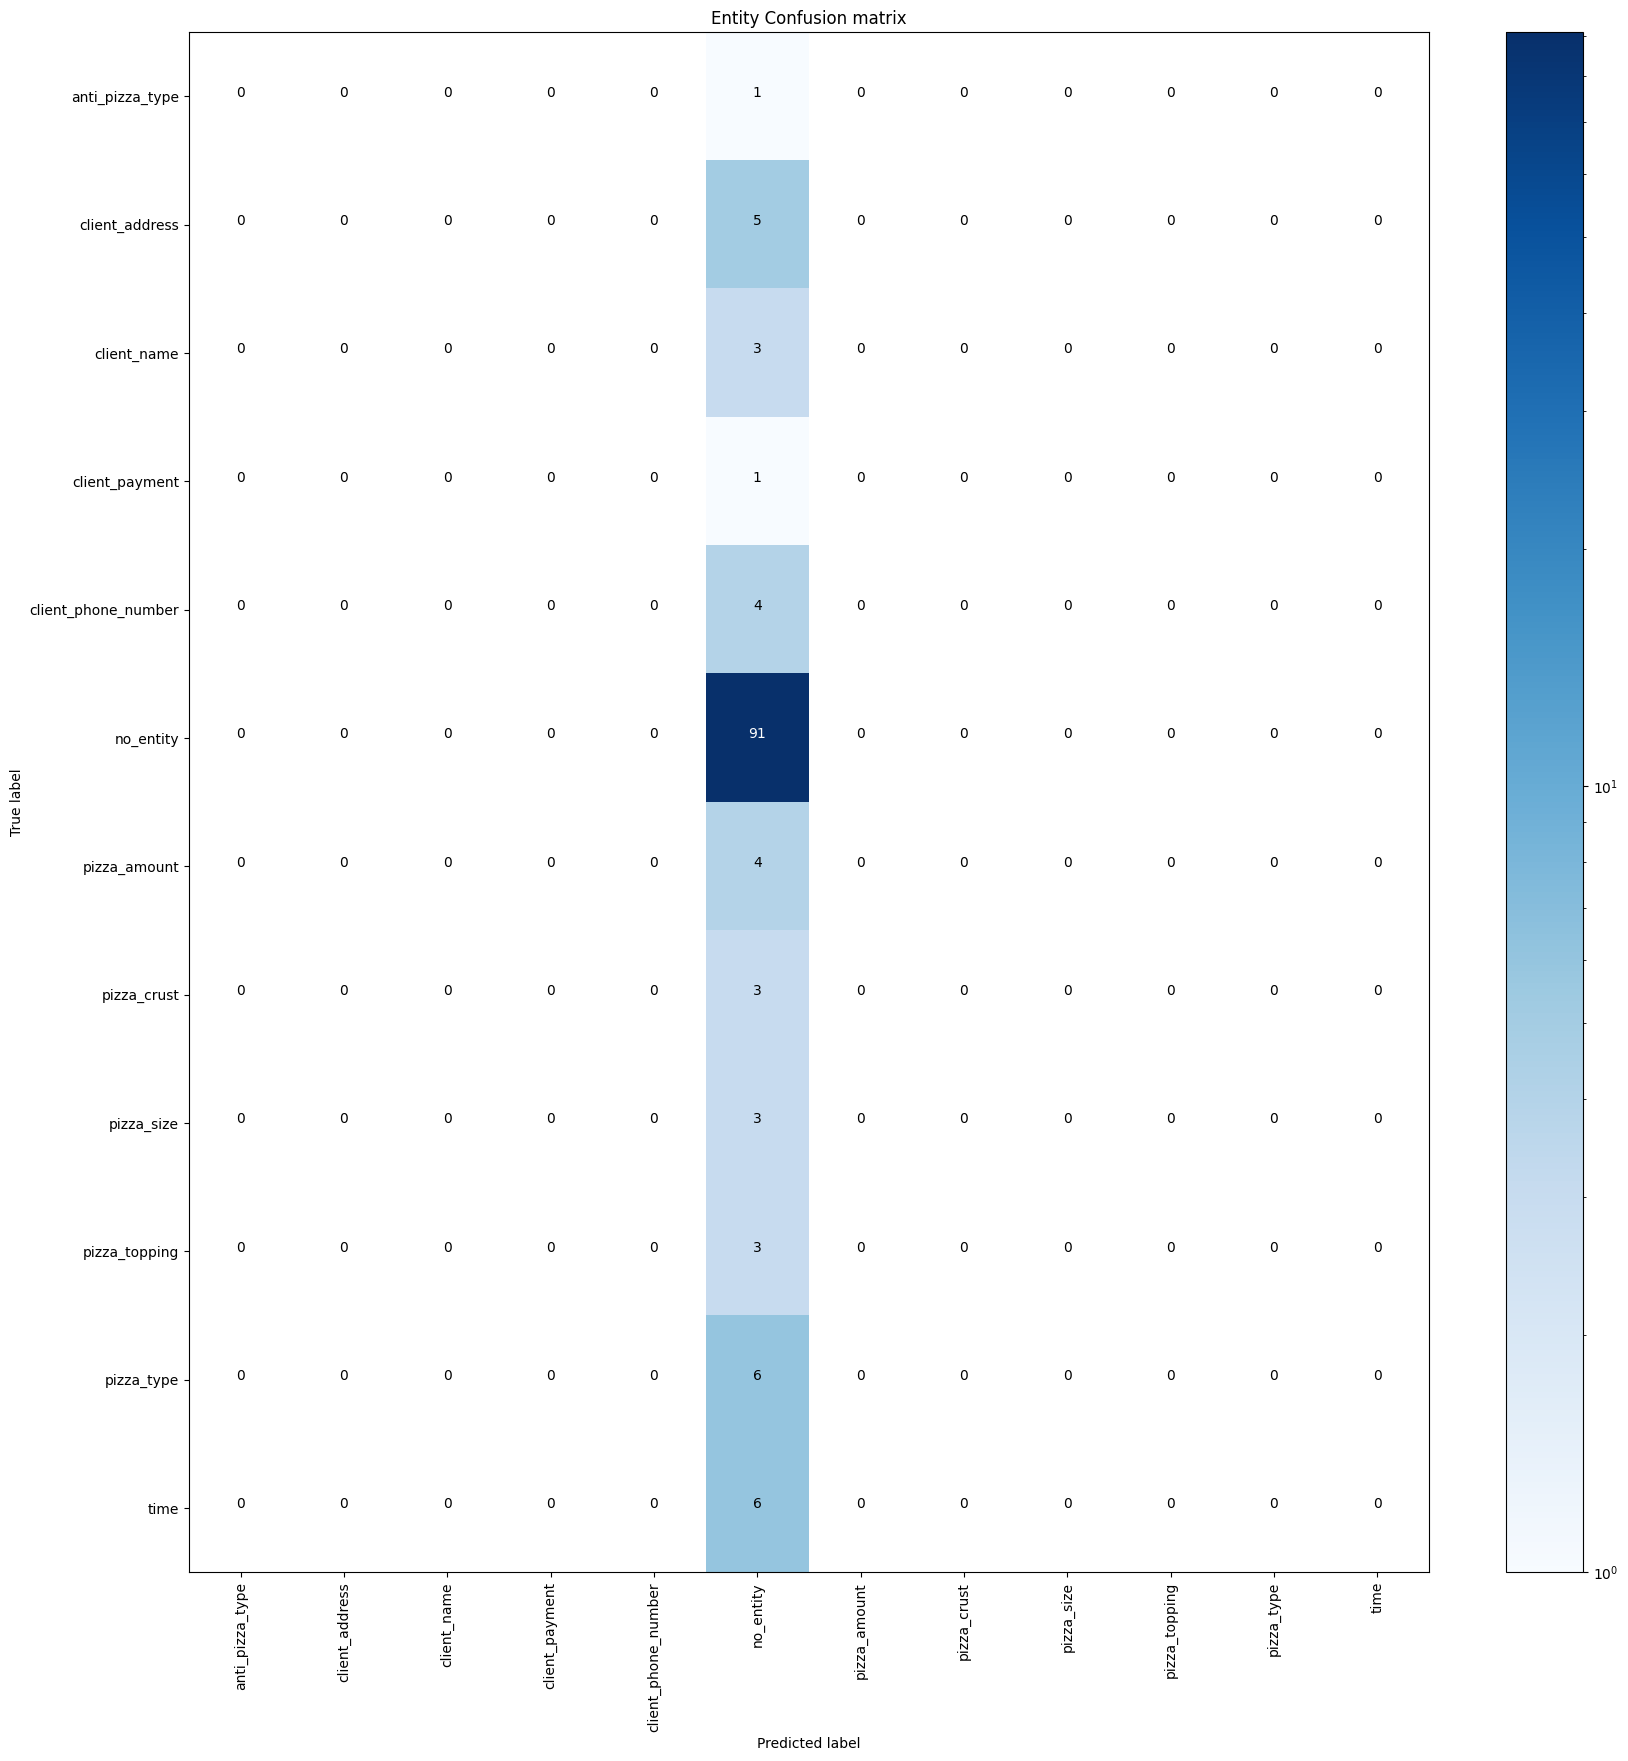 Entity Confusion matrix
anti_pizza_type 0 0 0 0 0 1 0 0 0 0 0 0
client_address 0 0 0 0 0 5 0 0 0 0 0 0
client_name 0 0 0 0 0 3 0 0 0 0 0 0
client_payment 0 0 0 0 0 1 0 0 0 0 0 0
client_phone_number 0 0 0 0 0 4 0 0 0 0 0 0
no_entity 0 0 0 0 0 91 0 0 0 0 0 0
True label
10¹
pizza_amount 0 0 0 0 0 4 0 0 0 0 0 0
pizza_crust 0 0 0 0 0 3 0 0 0 0 0 0
pizza_size 0 0 0 0 0 3 0 0 0 0 0 0
pizza_topping 0 0 0 0 0 3 0 0 0 0 0 0
pizza_type 0 0 0 0 0 6 0 0 0 0 0 0
time 0 0 0 0 0 6 0 0 0 0 0 0
10⁰
anti_pizza_type
client_address
client_name
client_payment
client_phone_number
no_entity
pizza_amount
pizza_crust
pizza_size
pizza_topping
pizza_type
time
Predicted label